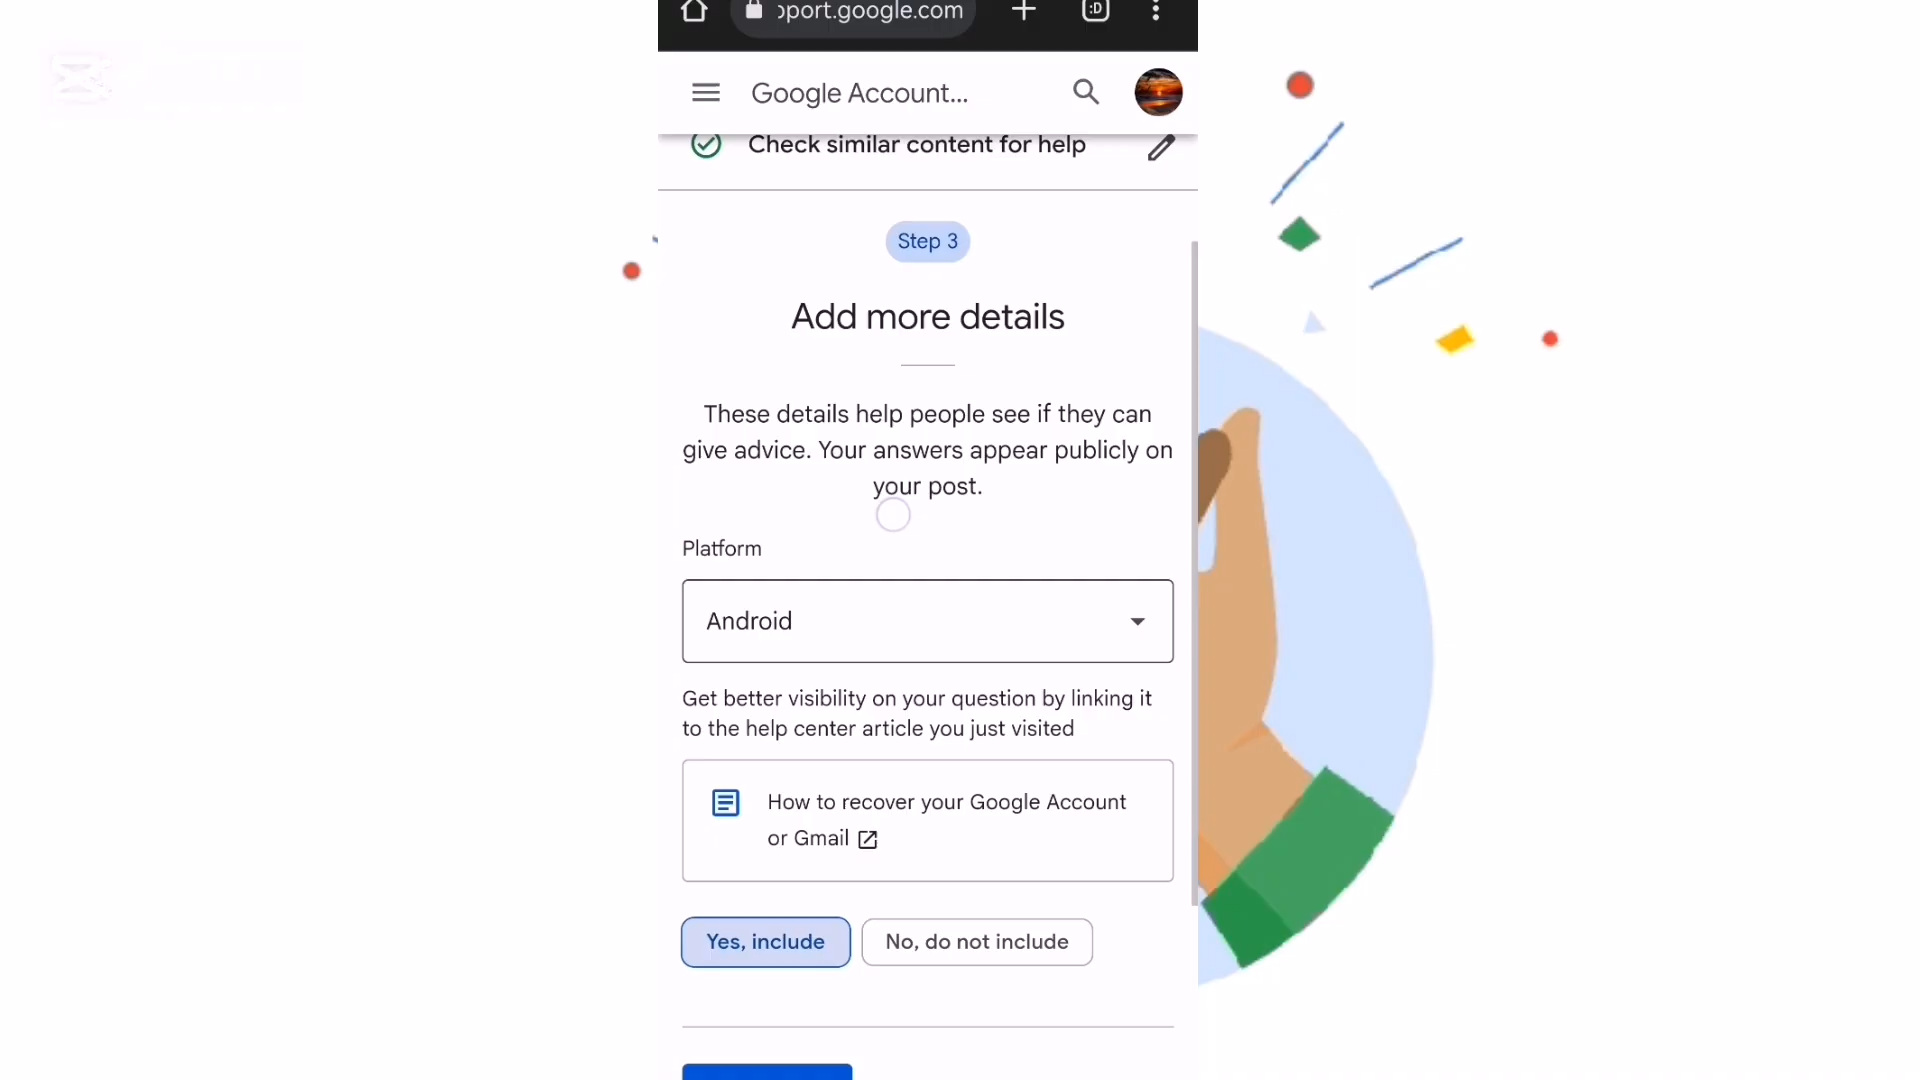 pport.google.com
:D
Google Account...
Check similar content for help
Step 3
Add more details
These details help people see if they can
give advice. Your answers appear publicly on
your post.
Platform
Android
Get better visibility on your question by linking it
to the help center article you just visited
How to recover your Google Account
or Gmail
Yes, include
No, do not include